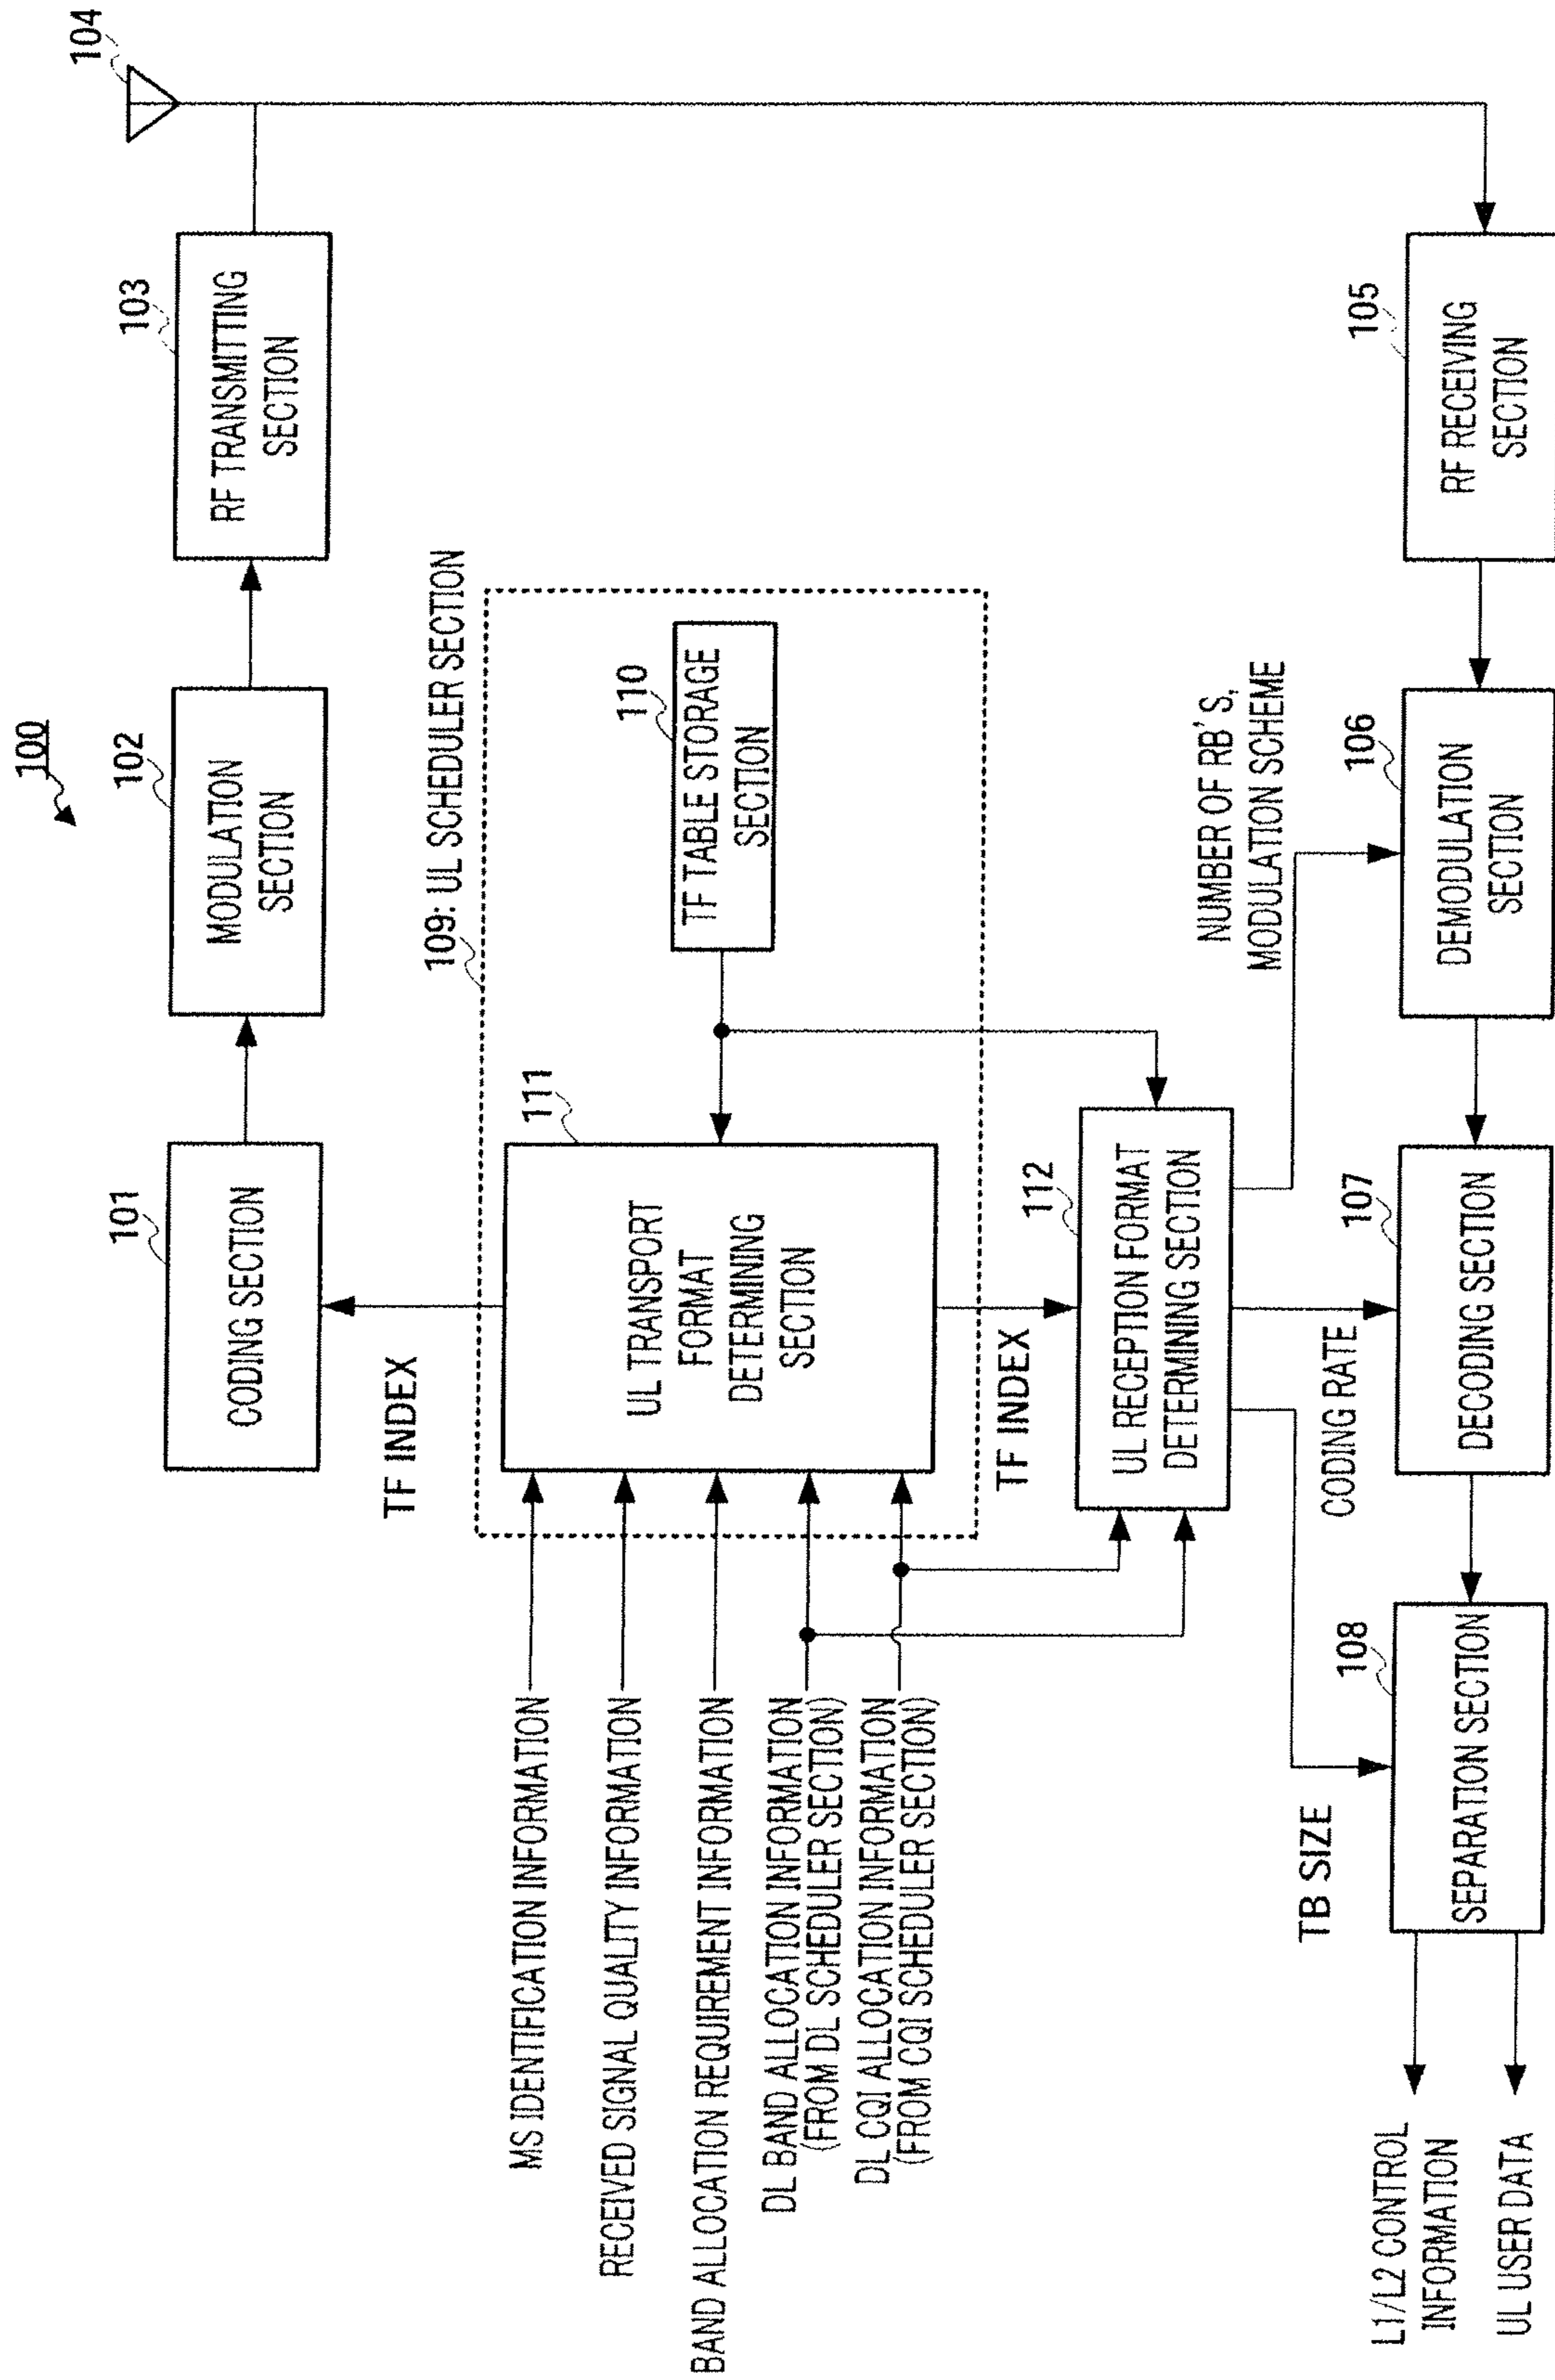 100
101
CODING SECTION
102
MODULATION
SECTION
103
RF TRANSMITTING
SECTION
104
TF INDEX
109: UL SCHEDULER SECTION
MS IDENTIFICATION INFORMATION
RECEIVED SIGNAL QUALITY INFORMATION
BAND ALLOCATION REQUIREMENT INFORMATION
DL BAND ALLOCATION INFORMATION
(FROM DL SCHEDULER SECTION)
DL CQI ALLOCATION INFORMATION
(FROM CQI SCHEDULER SECTION)
111
UL TRANSPORT
FORMAT
DETERMINING
SECTION
110
TF TABLE STORAGE
SECTION
TF INDEX
112
UL RECEPTION FORMAT
DETERMINING SECTION
NUMBER OF RB'S,
MODULATION SCHEME
TB SIZE
CODING RATE
108
SEPARATION SECTION
107
DECODING SECTION
106
DEMODULATION
SECTION
105
RF RECEIVING
SECTION
L1/L2 CONTROL
INFORMATION
UL USER DATA